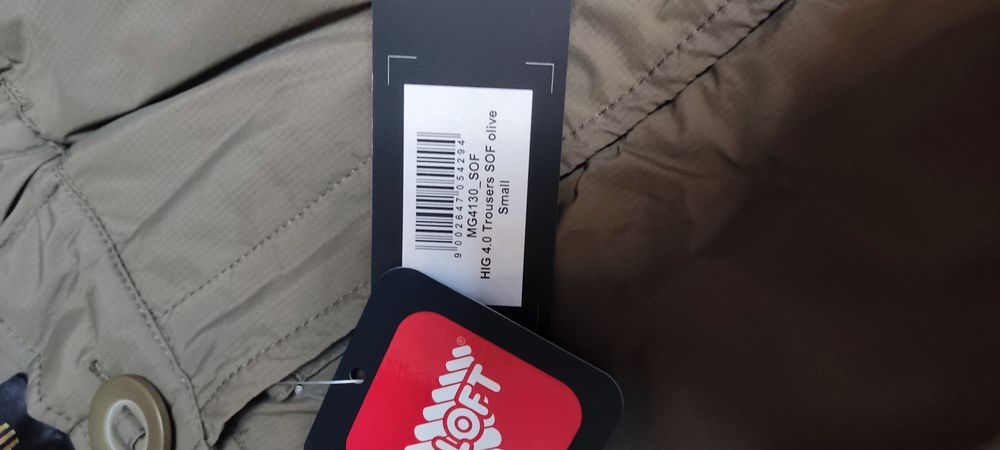 9002647054294
MG4130_SOF
HIG 4.0 Trousers SOF olive
Small
LOFT
®